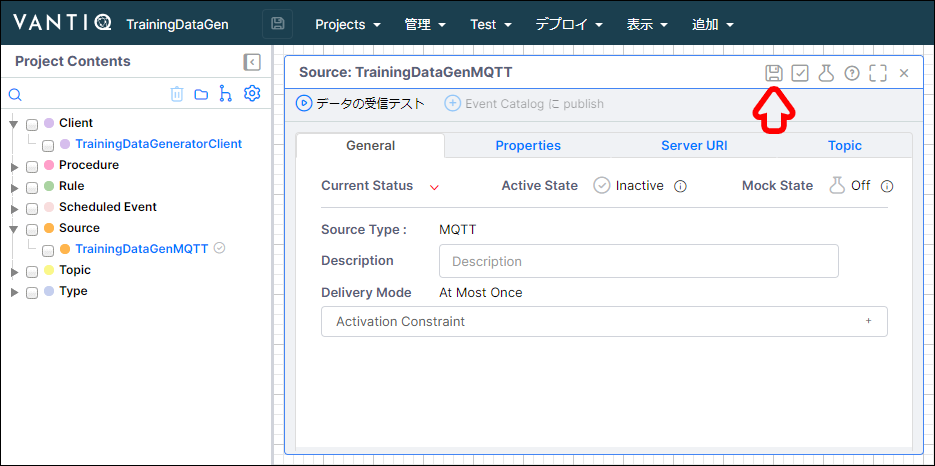 VANTIQ TrainingDataGen Projects 管理 Test デプロイ 表示 追加
Project Contents
Client
TrainingDataGeneratorClient
Procedure
Rule
Scheduled Event
Source
TrainingDataGenMQTT
Topic
Type
Source: TrainingDataGenMQTT
データの受信テスト Event Catalog に publish
General Properties Server URI Topic
Current Status Active State Inactive Mock State Off
Source Type : MQTT
Description Description
Delivery Mode At Most Once
Activation Constraint +